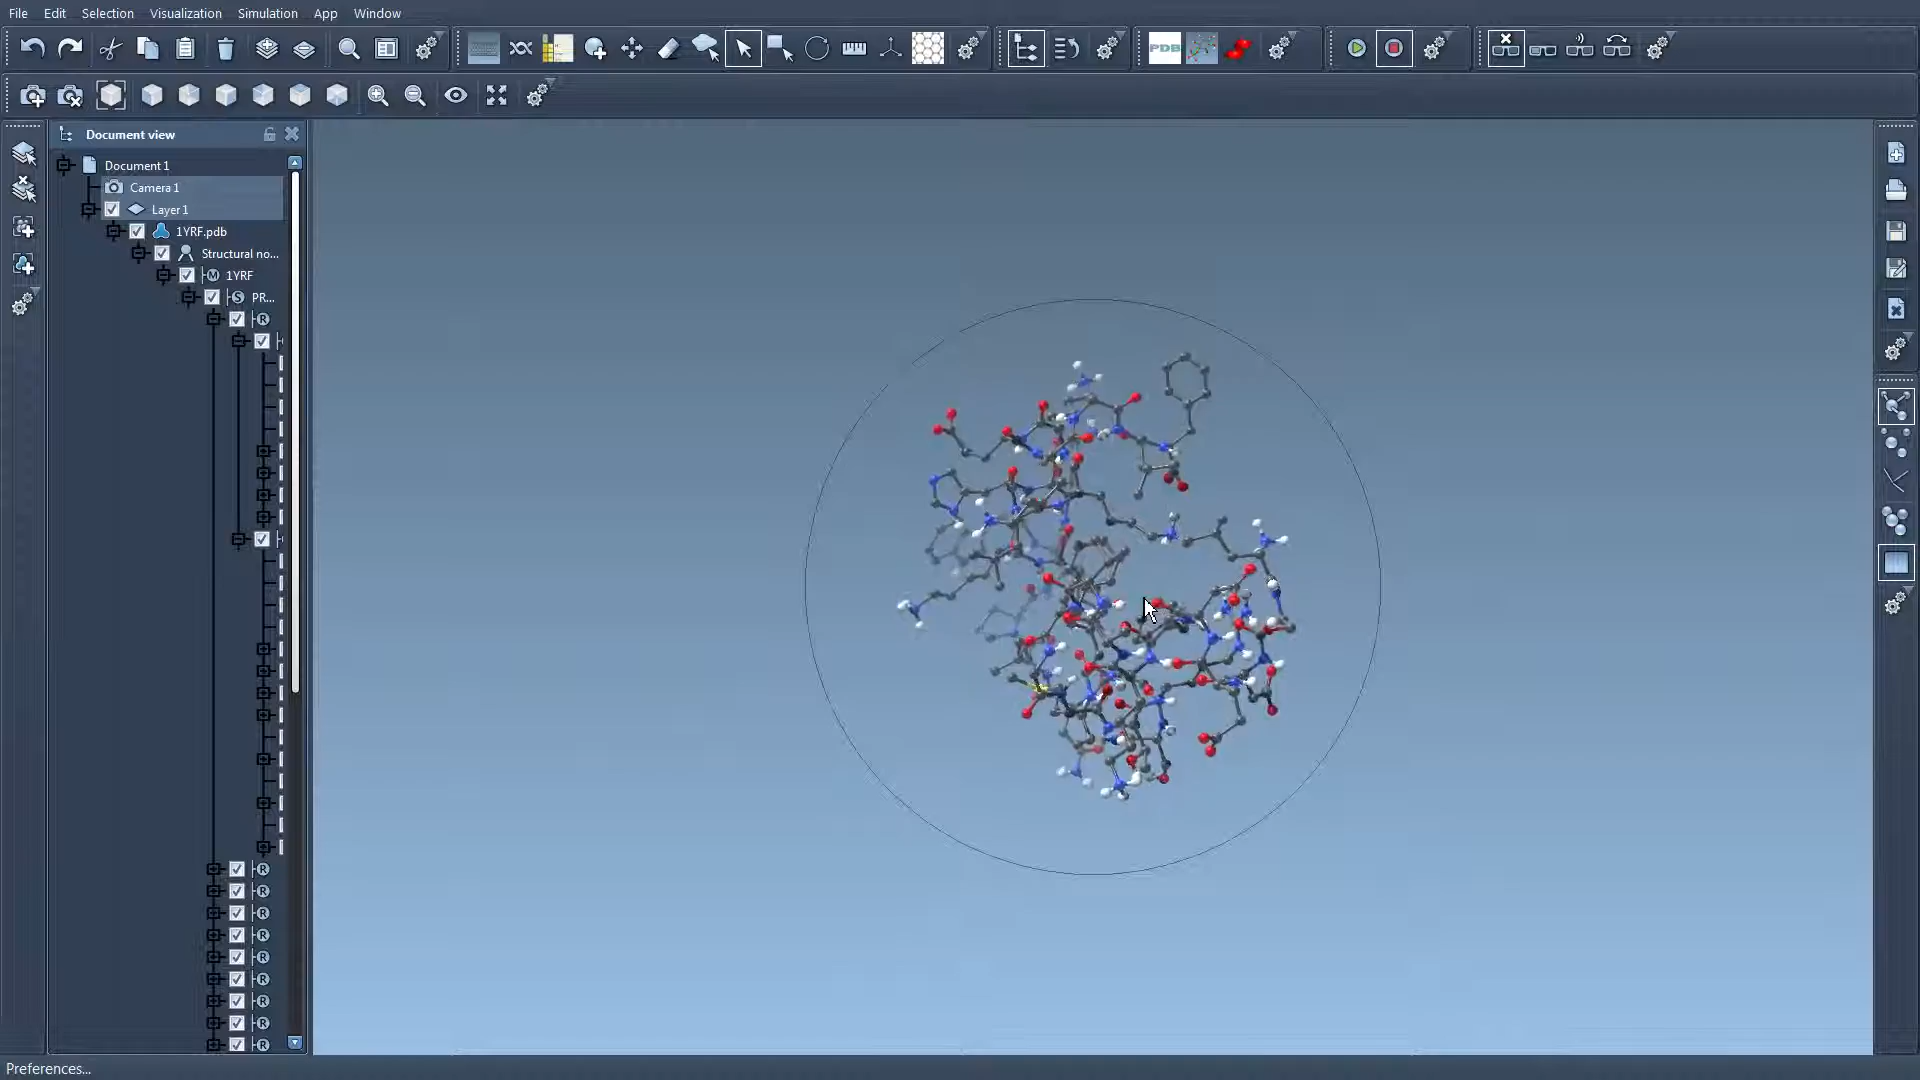 File Edit Selection Visualization Simulation App Window
PDB
Document view
Document 1
Camera 1
Layer 1
1YRF.pdb
Structural no...
M 1YRF
S PR...
R
R
R
R
R
R
R
R
R
R
Preferences...